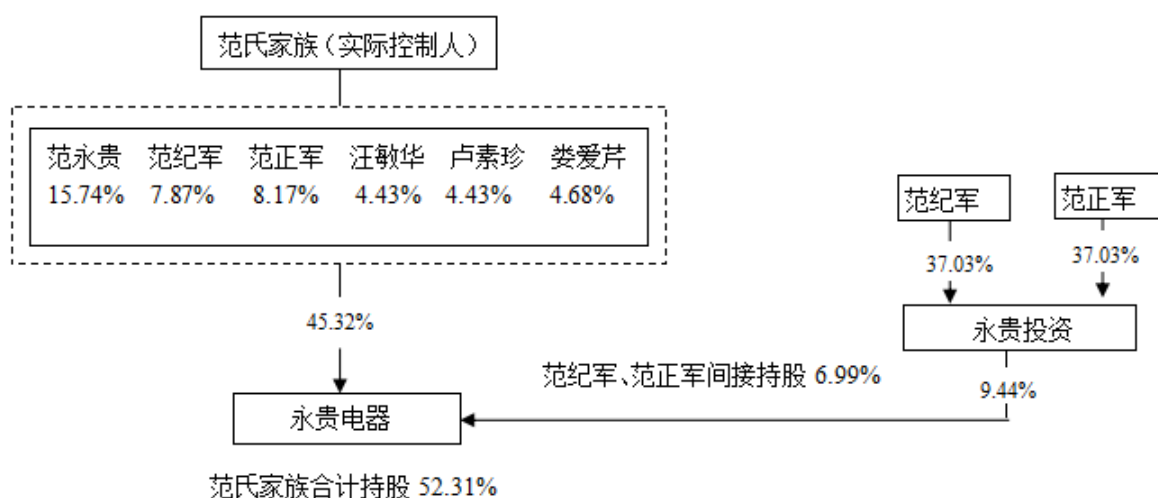 范氏家族（实际控制人）
范永贵 范纪军 范正军 汪敏华 卢素珍 娄爱芹
15.74% 7.87% 8.17% 4.43% 4.43% 4.68%
范纪军 范正军
37.03% 37.03%
45.32%
永贵投资
范纪军、范正军间接持股 6.99%
9.44%
永贵电器
范氏家族合计持股 52.31%